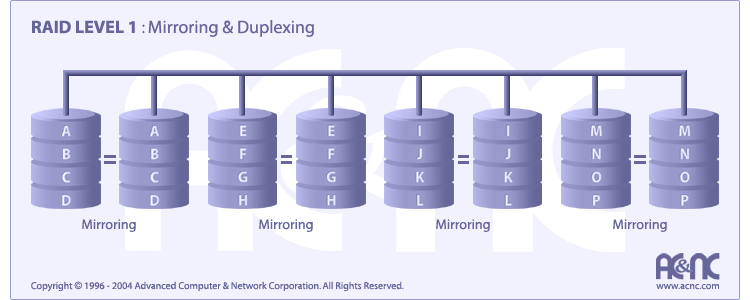 RAID LEVEL 1 : Mirroring & Duplexing
A A E E I I M M
B = B F = F J = J N = N
C C G G K K O O
D D H H L L P P
Mirroring Mirroring Mirroring Mirroring
AC&NC
Copyright © 1996 - 2004 Advanced Computer & Network Corporation. All Rights Reserved. www.acnc.com